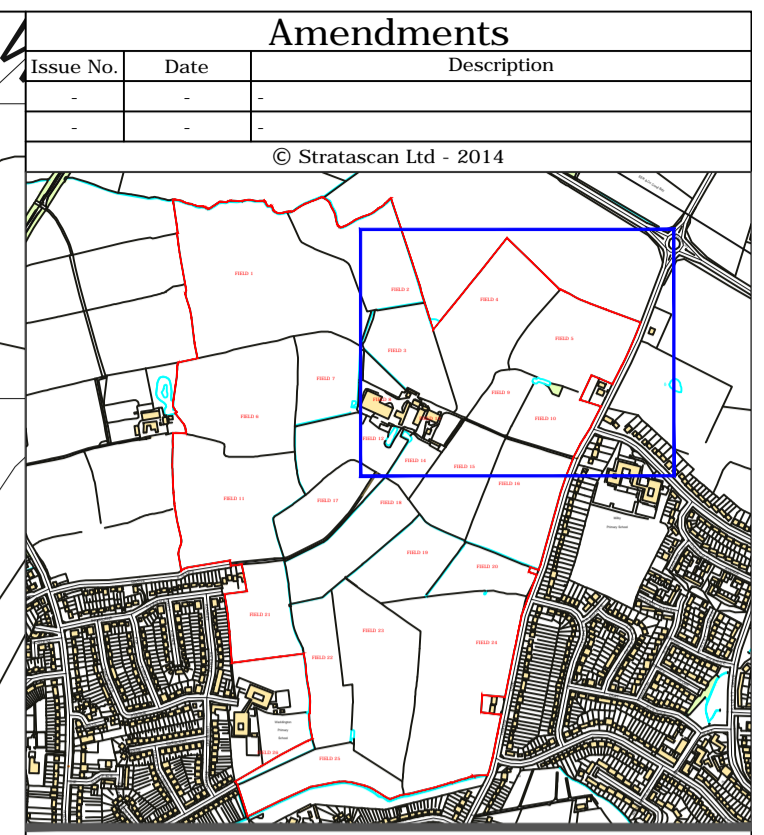 Amendments
Issue No. Date Description
- - -
- - -
© Stratascan Ltd - 2014
FIELD 1
FIELD 2
FIELD 4
FIELD 5
FIELD 3
FIELD 7
FIELD 9
FIELD 6
FIELD 10
FIELD 14
FIELD 15
FIELD 16
FIELD 11
FIELD 17
FIELD 18
FIELD 19
FIELD 20
FIELD 21
FIELD 22
FIELD 23
FIELD 24
FIELD 25
Primary School
Primary
School